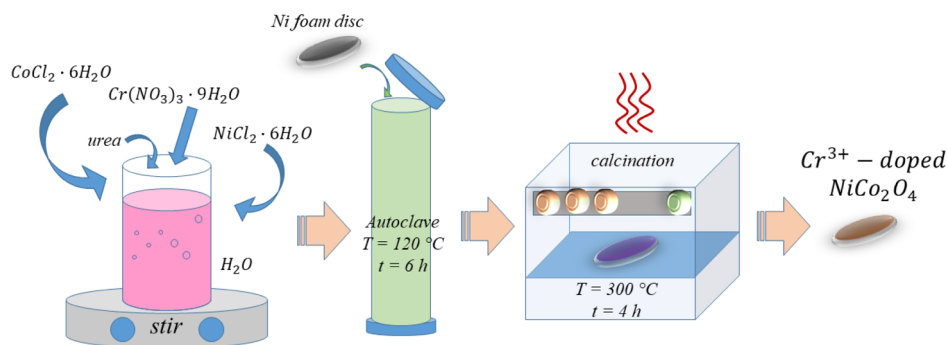 Ni foam disc
CoCl₂ · 6H₂O
Cr(NO₃)₃ · 9H₂O
urea
NiCl₂ · 6H₂O
H₂O
stir
Autoclave
T = 120 °C
t = 6 h
calcination
T = 300 °C
t = 4 h
Cr³⁺ − doped
NiCo₂O₄